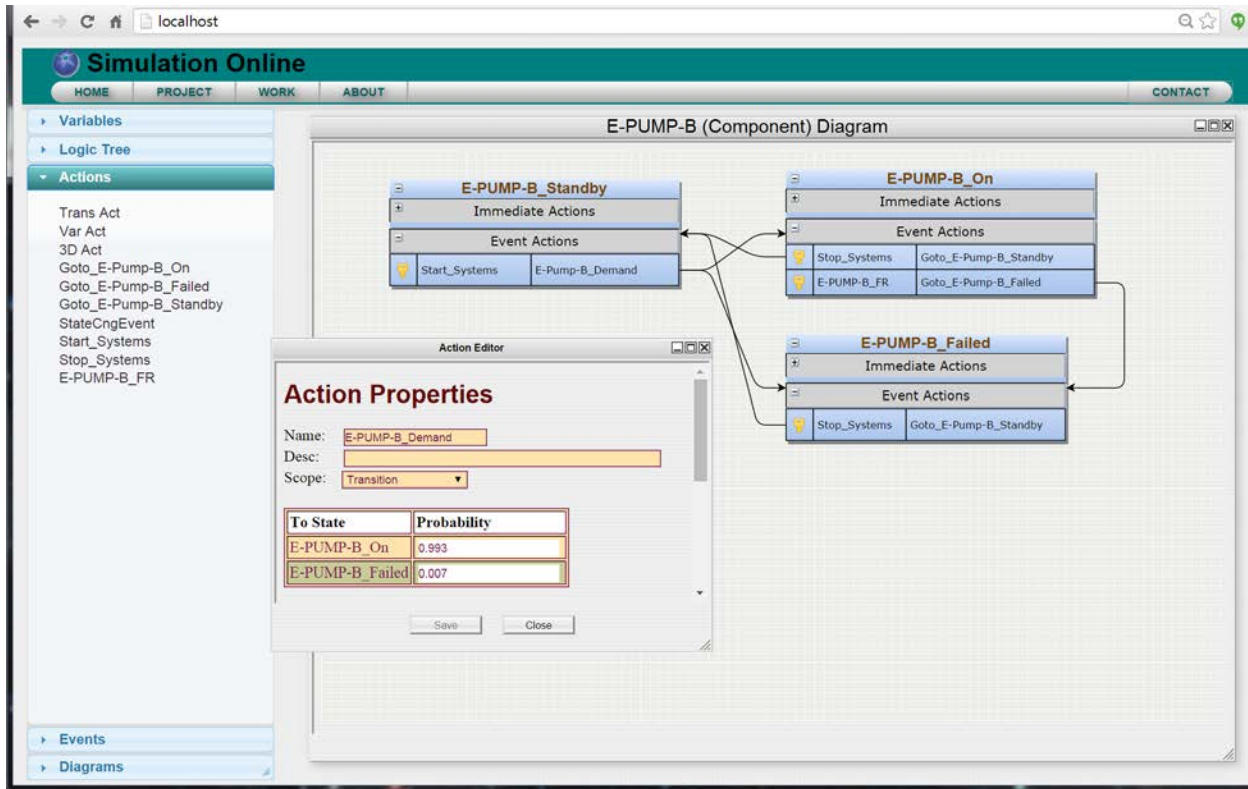 localhost
Simulation Online
HOME PROJECT WORK ABOUT CONTACT
Variables
Logic Tree
Actions
Trans Act
Var Act
3D Act
Goto_E-Pump-B_On
Goto_E-Pump-B_Failed
Goto_E-Pump-B_Standby
StateCngEvent
Start_Systems
Stop_Systems
E-PUMP-B_FR
Events
Diagrams
E-PUMP-B (Component) Diagram
E-PUMP-B_Standby
Immediate Actions
Event Actions
Start_Systems E-Pump-B_Demand
E-PUMP-B_On
Immediate Actions
Event Actions
Stop_Systems Goto_E-Pump-B_Standby
E-PUMP-B_FR Goto_E-Pump-B_Failed
E-PUMP-B_Failed
Immediate Actions
Event Actions
Stop_Systems Goto_E-Pump-B_Standby
Action Editor
Action Properties
Name: E-PUMP-B_Demand
Desc:
Scope: Transition
To State Probability
E-PUMP-B_On 0.993
E-PUMP-B_Failed 0.007
Save Close